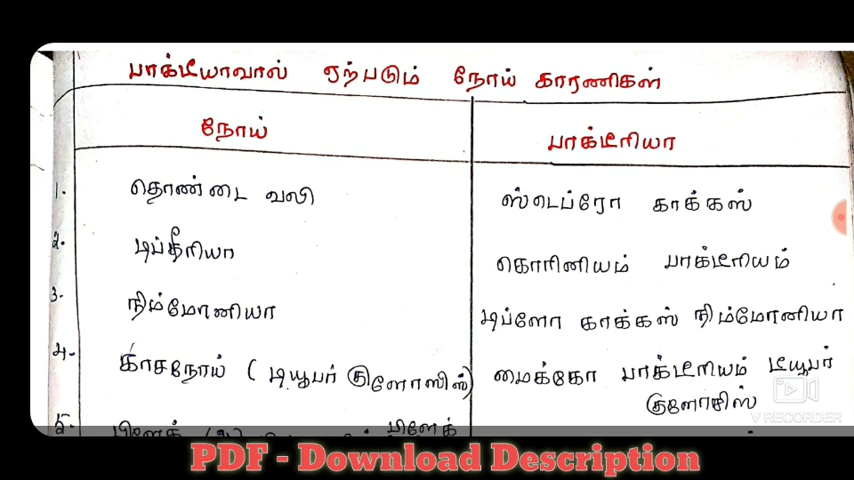 பாக்டீயாவால் ஏற்படும் நோய் காரணிகள்
நோய் பாக்டீரியா
1. தொண்டை வலி ஸ்டெப்ரோ காக்கஸ்
2. டிப்தீரியா கொரினியம் பாக்டீரியம்
3. நிம்மோனியா டிப்ளோ காக்கஸ் நிம்மோனியா
4. காசநோய் (டியூபர் குளோஸிஸ்) மைக்கோ பாக்டீரியம் டீயூபர்
குளோசிஸ்
5. பிளேக்
V RECORDER
PDF - Download Description